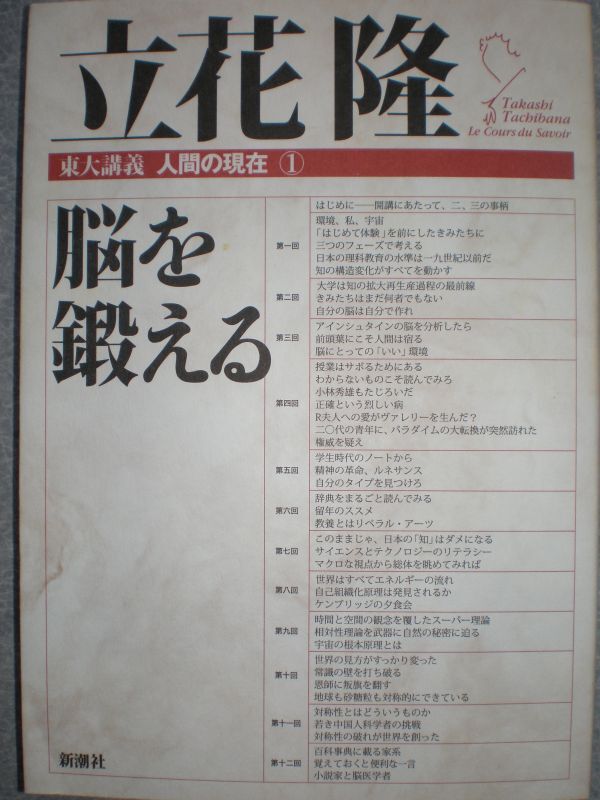 立花隆
Takashi
Tachibana
Le Cours du Savoir
東大講義 人間の現在 ①
脳を
鍛える
はじめに——開講にあたって、二、三の事柄
第一回
環境、私、宇宙
「はじめて体験」を前にしたきみたちに
三つのフェーズで考える
日本の理科教育の水準は一九世紀以前だ
知の構造変化がすべてを動かす
第二回
大学は知の拡大再生産過程の最前線
きみたちはまだ何者でもない
自分の脳は自分で作れ
第三回
アインシュタインの脳を分析したら
前頭葉にこそ人間は宿る
脳にとっての「いい」環境
第四回
授業はサボるためにある
わからないものこそ読んでみろ
小林秀雄もたじろいだ
正確という烈しい病
R夫人への愛がヴァレリーを生んだ?
二〇代の青年に、パラダイムの大転換が突然訪れた
権威を疑え
第五回
学生時代のノートから
精神の革命、ルネサンス
自分のタイプを見つけろ
第六回
辞典をまるごと読んでみる
留年のススメ
教養とはリベラル・アーツ
第七回
このままじゃ、日本の「知」はダメになる
サイエンスとテクノロジーのリテラシー
マクロな視点から総体を眺めてみれば
第八回
世界はすべてエネルギーの流れ
自己組織化原理は発見されるか
ケンブリッジの夕食会
第九回
時間と空間の観念を覆したスーパー理論
相対性理論を武器に自然の秘密に迫る
宇宙の根本原理とは
第十回
世界の見方がすっかり変った
常識の壁を打ち破る
恩師に叛旗を翻す
地球も砂糖粒も対称的にできている
第十一回
対称性とはどういうものか
若き中国人科学者の挑戦
対称性の破れが世界を創った
第十二回
百科事典に載る家系
覚えておくと便利な一言
小説家と脳医学者
新潮社